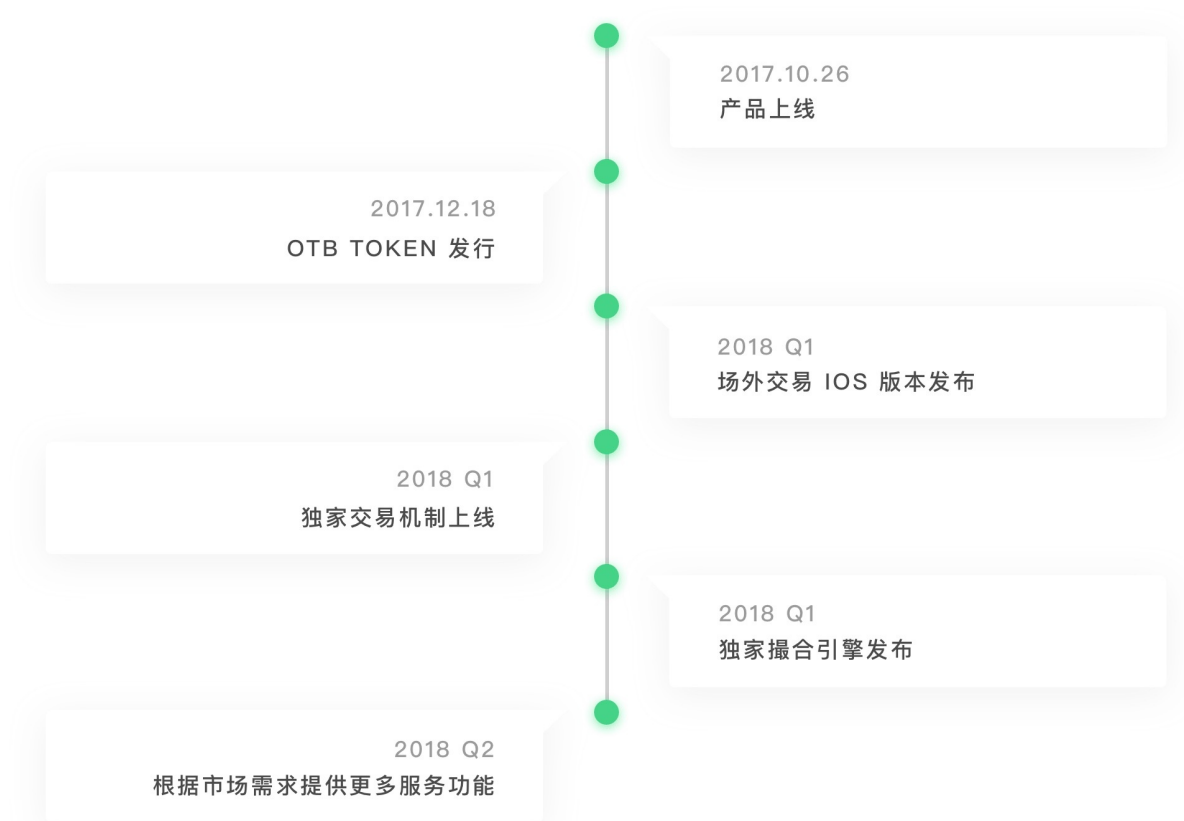 2017.10.26
产品上线
2017.12.18
OTB TOKEN 发行
2018 Q1
场外交易 IOS 版本发布
2018 Q1
独家交易机制上线
2018 Q1
独家撮合引擎发布
2018 Q2
根据市场需求提供更多服务功能